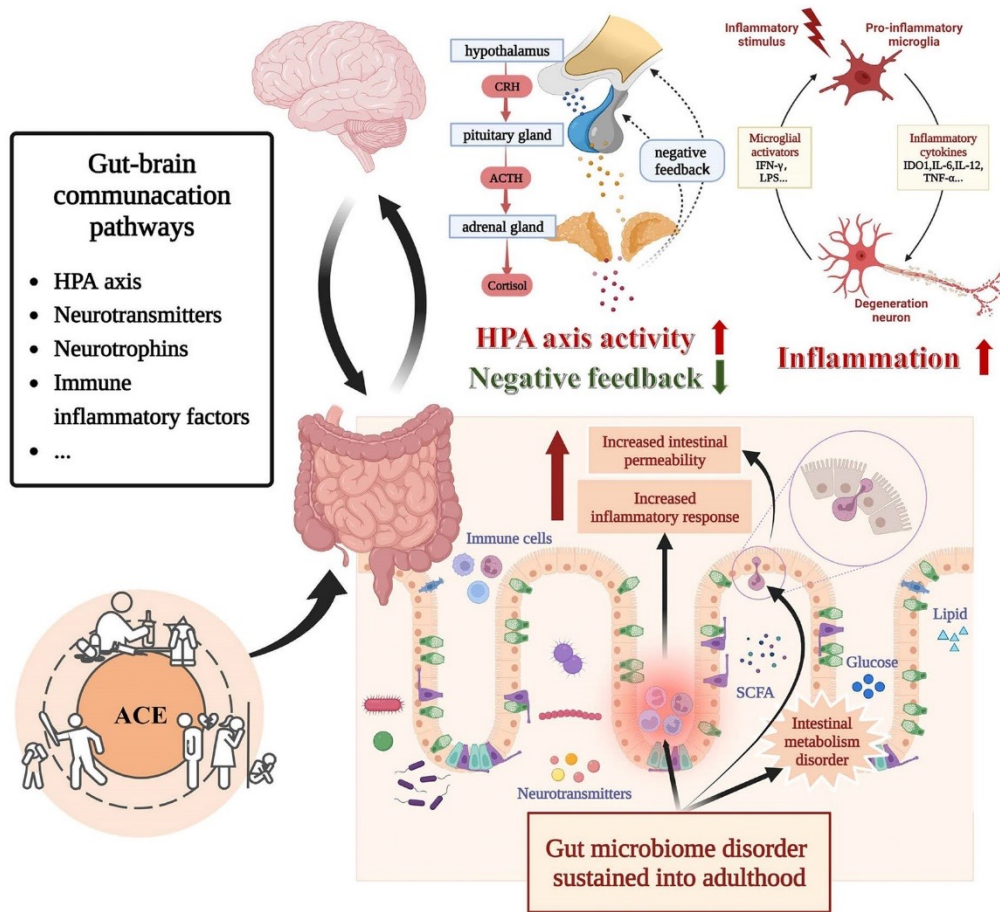 Gut-brain
communacation
pathways
• HPA axis
• Neurotransmitters
• Neurotrophins
• Immune
inflammatory factors
• ...
hypothalamus
CRH
pituitary gland
ACTH
adrenal gland
Cortisol
negative
feedback
HPA axis activity
Negative feedback
Inflammatory
stimulus
Pro-inflammatory
microglia
Microglial
activators
IFN-γ,
LPS...
Inflammatory
cytokines
IDO1,IL-6,IL-12,
TNF-α...
Degeneration
neuron
Inflammation
ACE
Increased intestinal
permeability
Increased
inflammatory response
Immune cells
SCFA
Lipid
Glucose
Intestinal
metabolism
disorder
Neurotransmitters
Gut microbiome disorder
sustained into adulthood